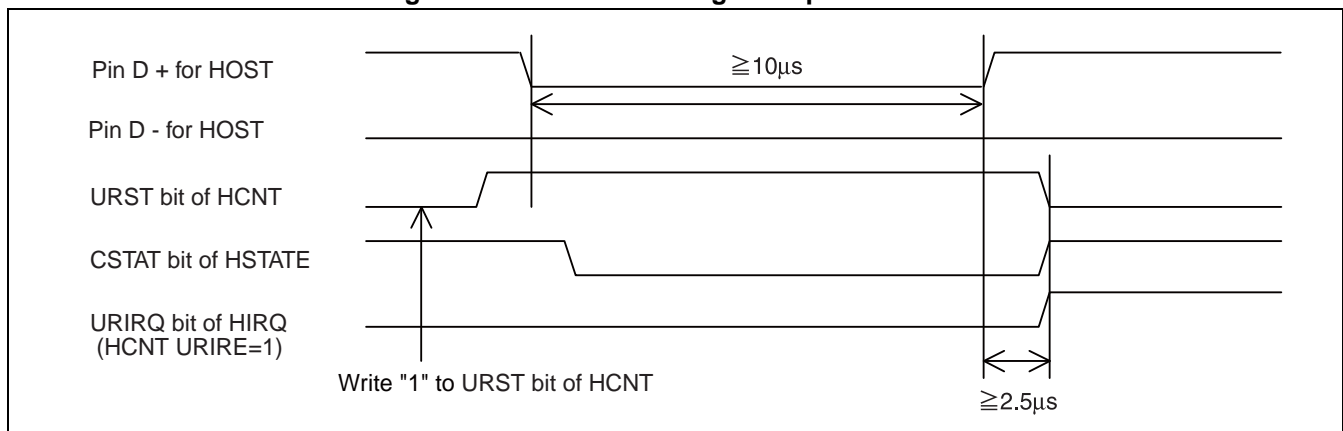 Pin D + for HOST
≧10μs
Pin D - for HOST
URST bit of HCNT
CSTAT bit of HSTATE
URIRQ bit of HIRQ
(HCNT URIRE=1)
Write "1" to URST bit of HCNT
≧2.5μs